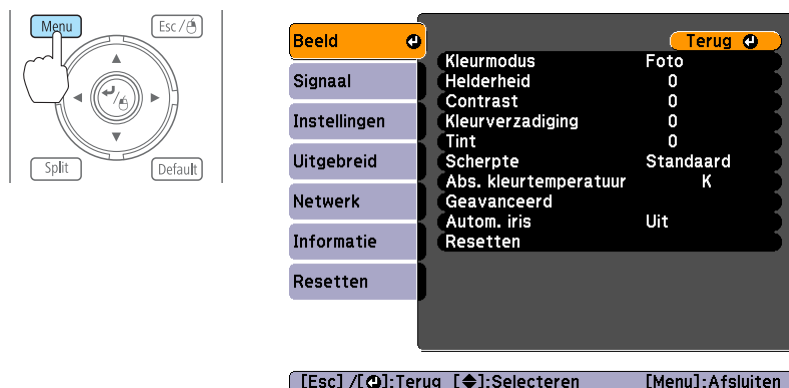 Menu
Esc /
Split
Default
Beeld
Signaal
Instellingen
Uitgebreid
Netwerk
Informatie
Resetten
Terug
Kleurmodus Foto
Helderheid 0
Contrast 0
Kleurverzadiging 0
Tint 0
Scherpte Standaard
Abs. kleurtemperatuur K
Geavanceerd
Autom. iris Uit
Resetten
[Esc] /[ ]:Terug [ ]:Selecteren [Menu]:Afsluiten